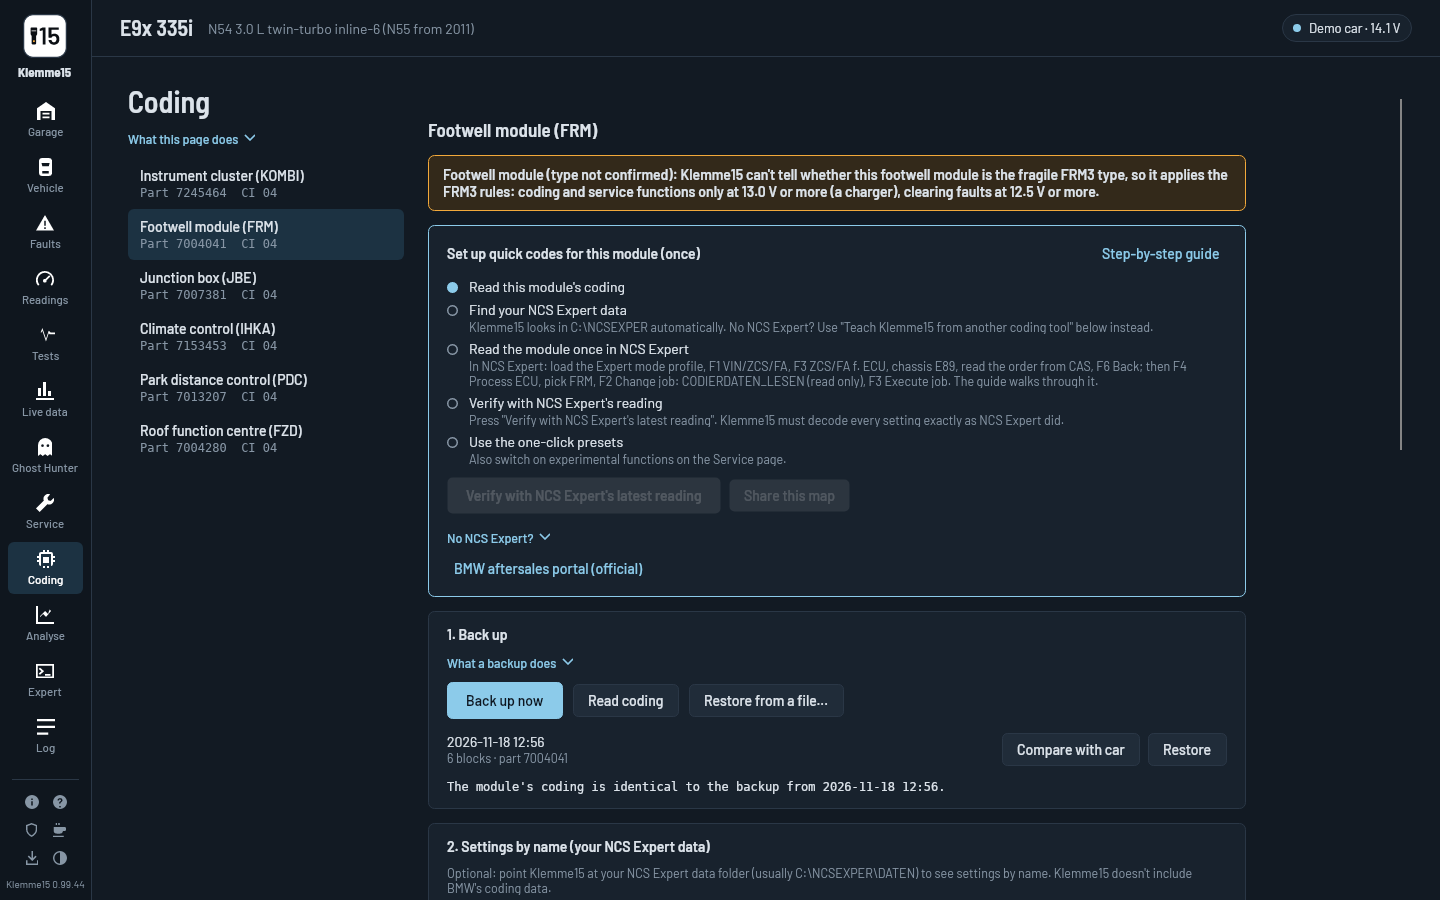 15
Klemme15
Garage
Vehicle
Faults
Readings
Tests
Live data
Ghost Hunter
Service
Coding
Analyse
Expert
Log
Klemme15 0.99.44
E9x 335i
N54 3.0 L twin-turbo inline-6 (N55 from 2011)
Demo car · 14.1 V
Coding
What this page does
Instrument cluster (KOMBI)
Part 7245464 CI 04
Footwell module (FRM)
Part 7004041 CI 04
Junction box (JBE)
Part 7007381 CI 04
Climate control (IHKA)
Part 7153453 CI 04
Park distance control (PDC)
Part 7013207 CI 04
Roof function centre (FZD)
Part 7004280 CI 04
Footwell module (FRM)
Footwell module (type not confirmed): Klemme15 can't tell whether this footwell module is the fragile FRM3 type, so it applies the
FRM3 rules: coding and service functions only at 13.0 V or more (a charger), clearing faults at 12.5 V or more.
Set up quick codes for this module (once)
Step-by-step guide
Read this module's coding
Find your NCS Expert data
Klemme15 looks in C:\NCSEXPER automatically. No NCS Expert? Use "Teach Klemme15 from another coding tool" below instead.
Read the module once in NCS Expert
In NCS Expert: load the Expert mode profile, F1 VIN/ZCS/FA, F3 ZCS/FA f. ECU, chassis E89, read the order from CAS, F6 Back; then F4
Process ECU, pick FRM, F2 Change job: CODIERDATEN_LESEN (read only), F3 Execute job. The guide walks through it.
Verify with NCS Expert's reading
Press "Verify with NCS Expert's latest reading". Klemme15 must decode every setting exactly as NCS Expert did.
Use the one-click presets
Also switch on experimental functions on the Service page.
Verify with NCS Expert's latest reading
Share this map
No NCS Expert?
BMW aftersales portal (official)
1. Back up
What a backup does
Back up now
Read coding
Restore from a file...
2026-11-18 12:56
6 blocks · part 7004041
Compare with car
Restore
The module's coding is identical to the backup from 2026-11-18 12:56.
2. Settings by name (your NCS Expert data)
Optional: point Klemme15 at your NCS Expert data folder (usually C:\NCSEXPER\DATEN) to see settings by name. Klemme15 doesn't include
BMW's coding data.